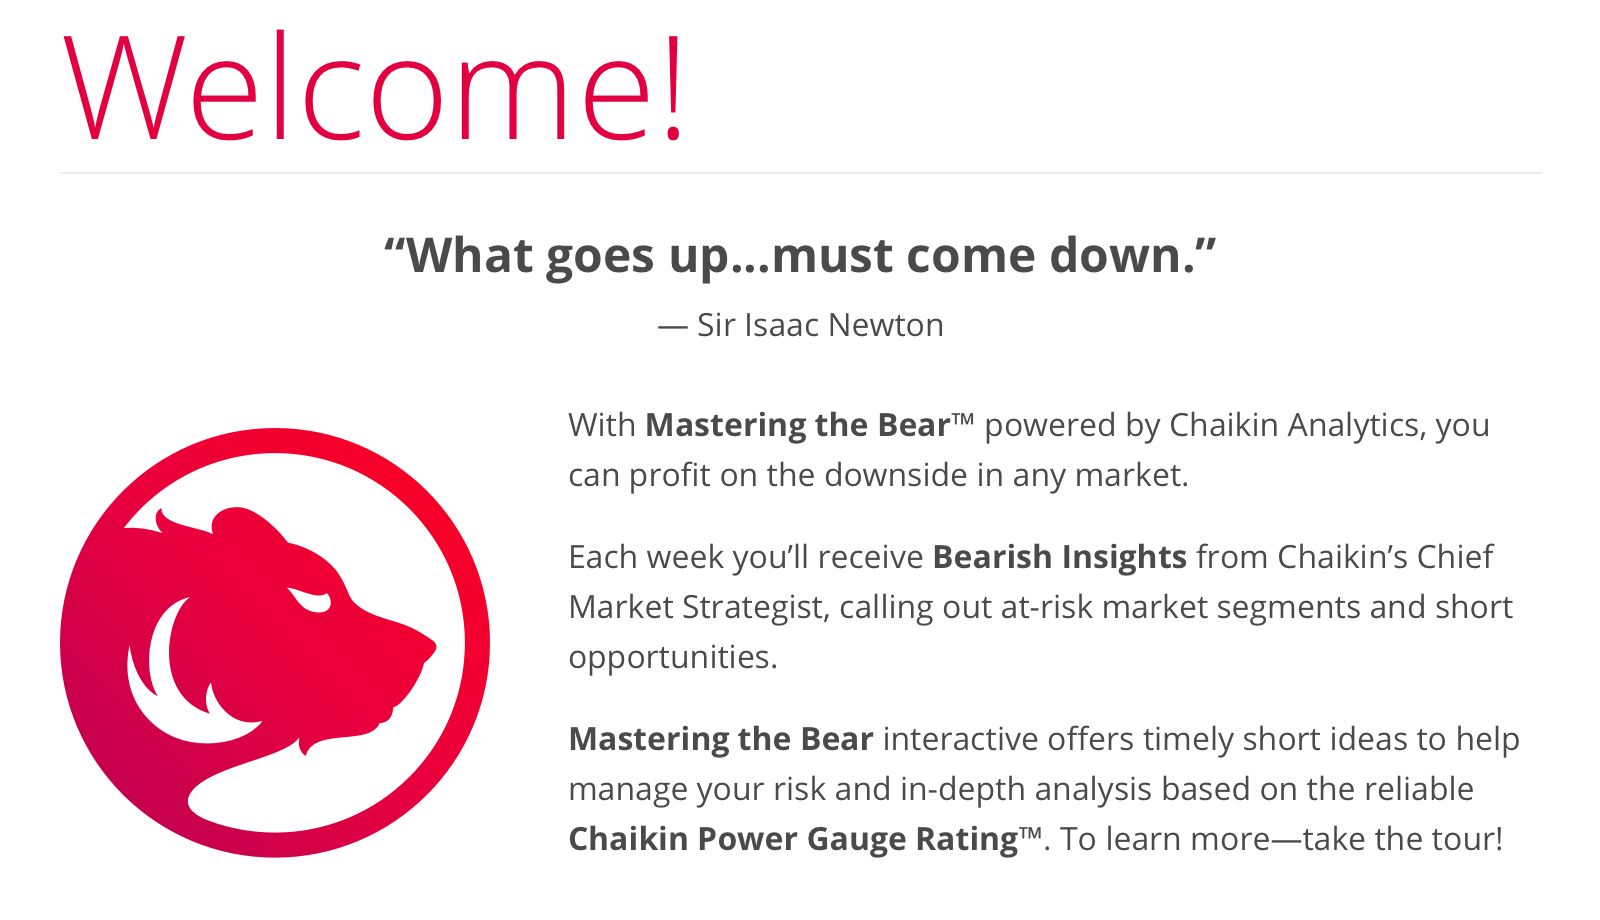 Welcome!
“What goes up...must come down.”
— Sir Isaac Newton
With Mastering the Bear™ powered by Chaikin Analytics, you
can profit on the downside in any market.
Each week you’ll receive Bearish Insights from Chaikin’s Chief
Market Strategist, calling out at-risk market segments and short
opportunities.
Mastering the Bear interactive offers timely short ideas to help
manage your risk and in-depth analysis based on the reliable
Chaikin Power Gauge Rating™. To learn more—take the tour!